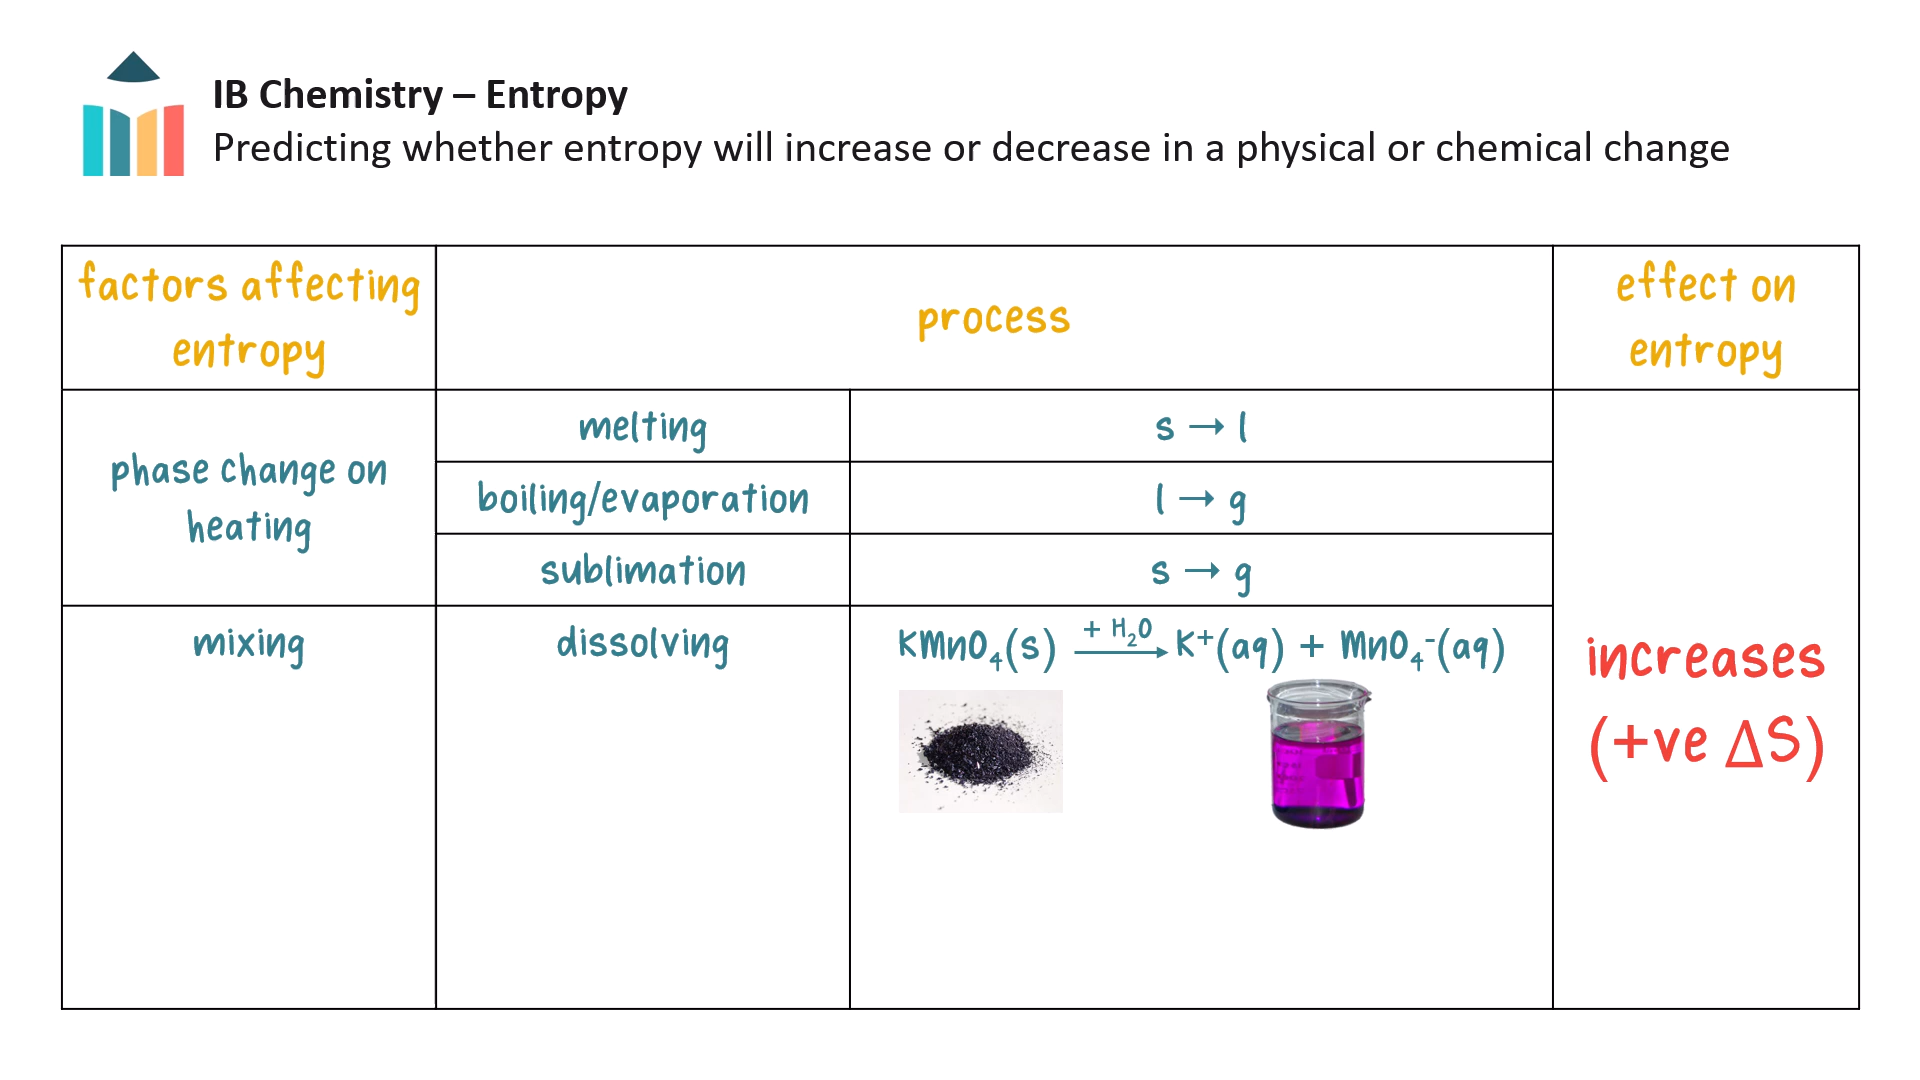 IB Chemistry – Entropy
Predicting whether entropy will increase or decrease in a physical or chemical change
factors affecting
entropy
process
effect on
entropy
phase change on
heating
melting
s → l
boiling/evaporation
l → g
sublimation
s → g
mixing
dissolving
KMnO₄(s) + H₂O → K⁺(aq) + MnO₄⁻(aq)
increases
(+ve ΔS)